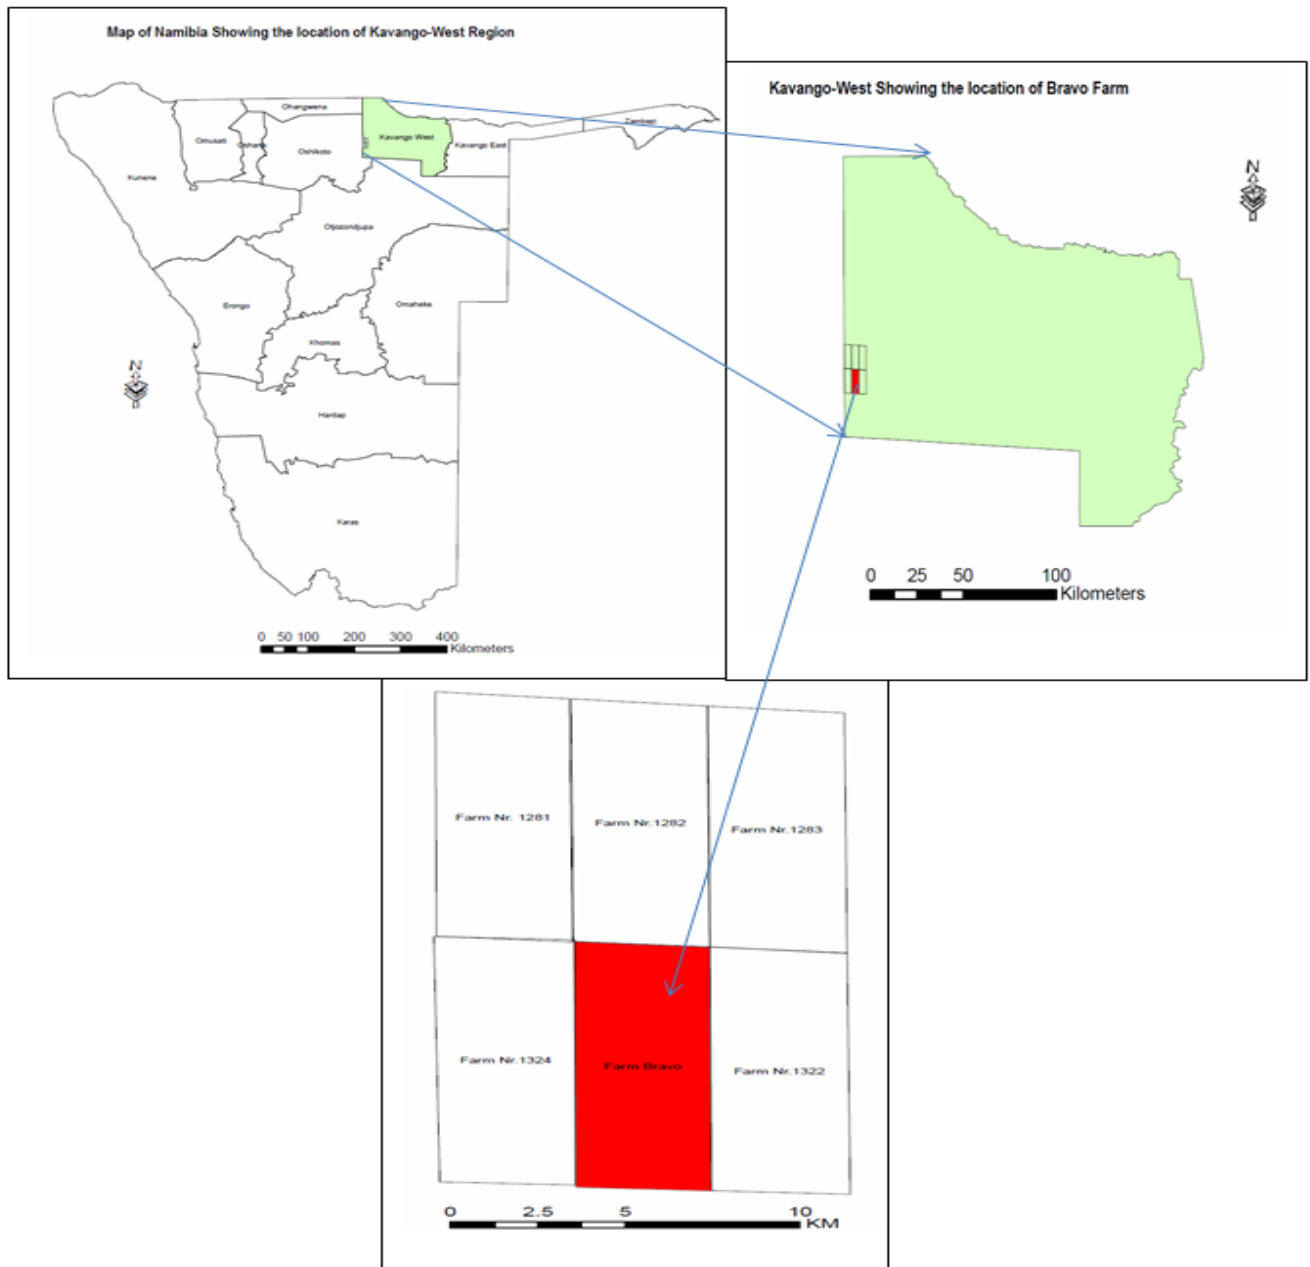 Map of Namibia Showing the location of Kavango-West Region
Ohangwena
Zambezi
Omusati
Oshana
Oshikoto
Kavango West
Kavango East
Kunene
Otjozondjupa
Erongo
Omaheke
Khomas
N
Hardap
Karas
0 50 100 200 300 400
Kilometers
Kavango-West Showing the location of Bravo Farm
N
0 25 50 100
Kilometers
Farm Nr. 1281
Farm Nr.1282
Farm Nr.1283
Farm Nr.1324
Farm Bravo
Farm Nr.1322
0 2.5 5 10
KM